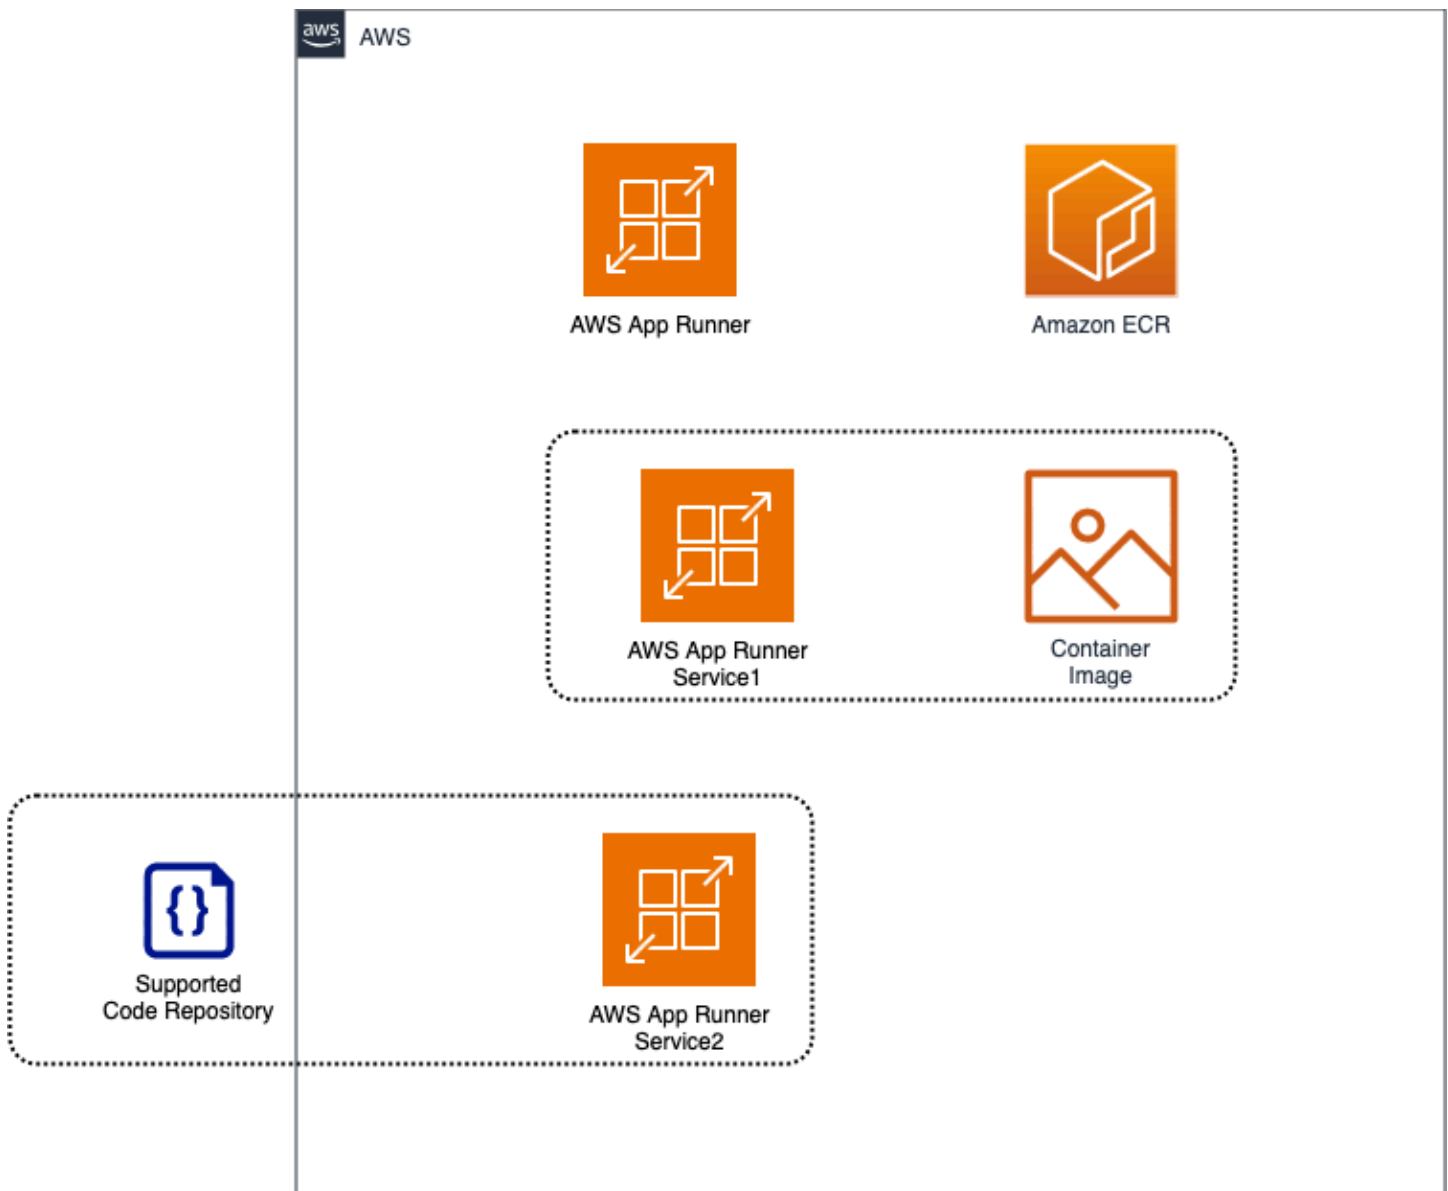 aws
AWS
AWS App Runner
Amazon ECR
AWS App Runner
Service1
Container
Image
{}
Supported
Code Repository
AWS App Runner
Service2